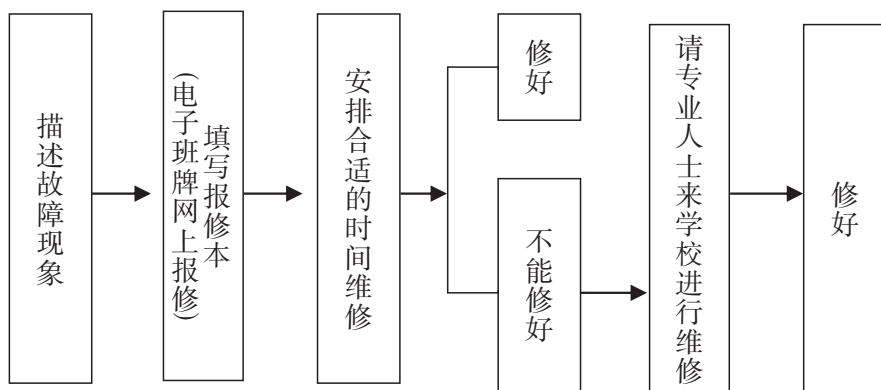 描述故障现象
填写报修本
(电子班牌网上报修)
安排合适的时间维修
修好
不能修好
请专业人士来学校进行维修
修好